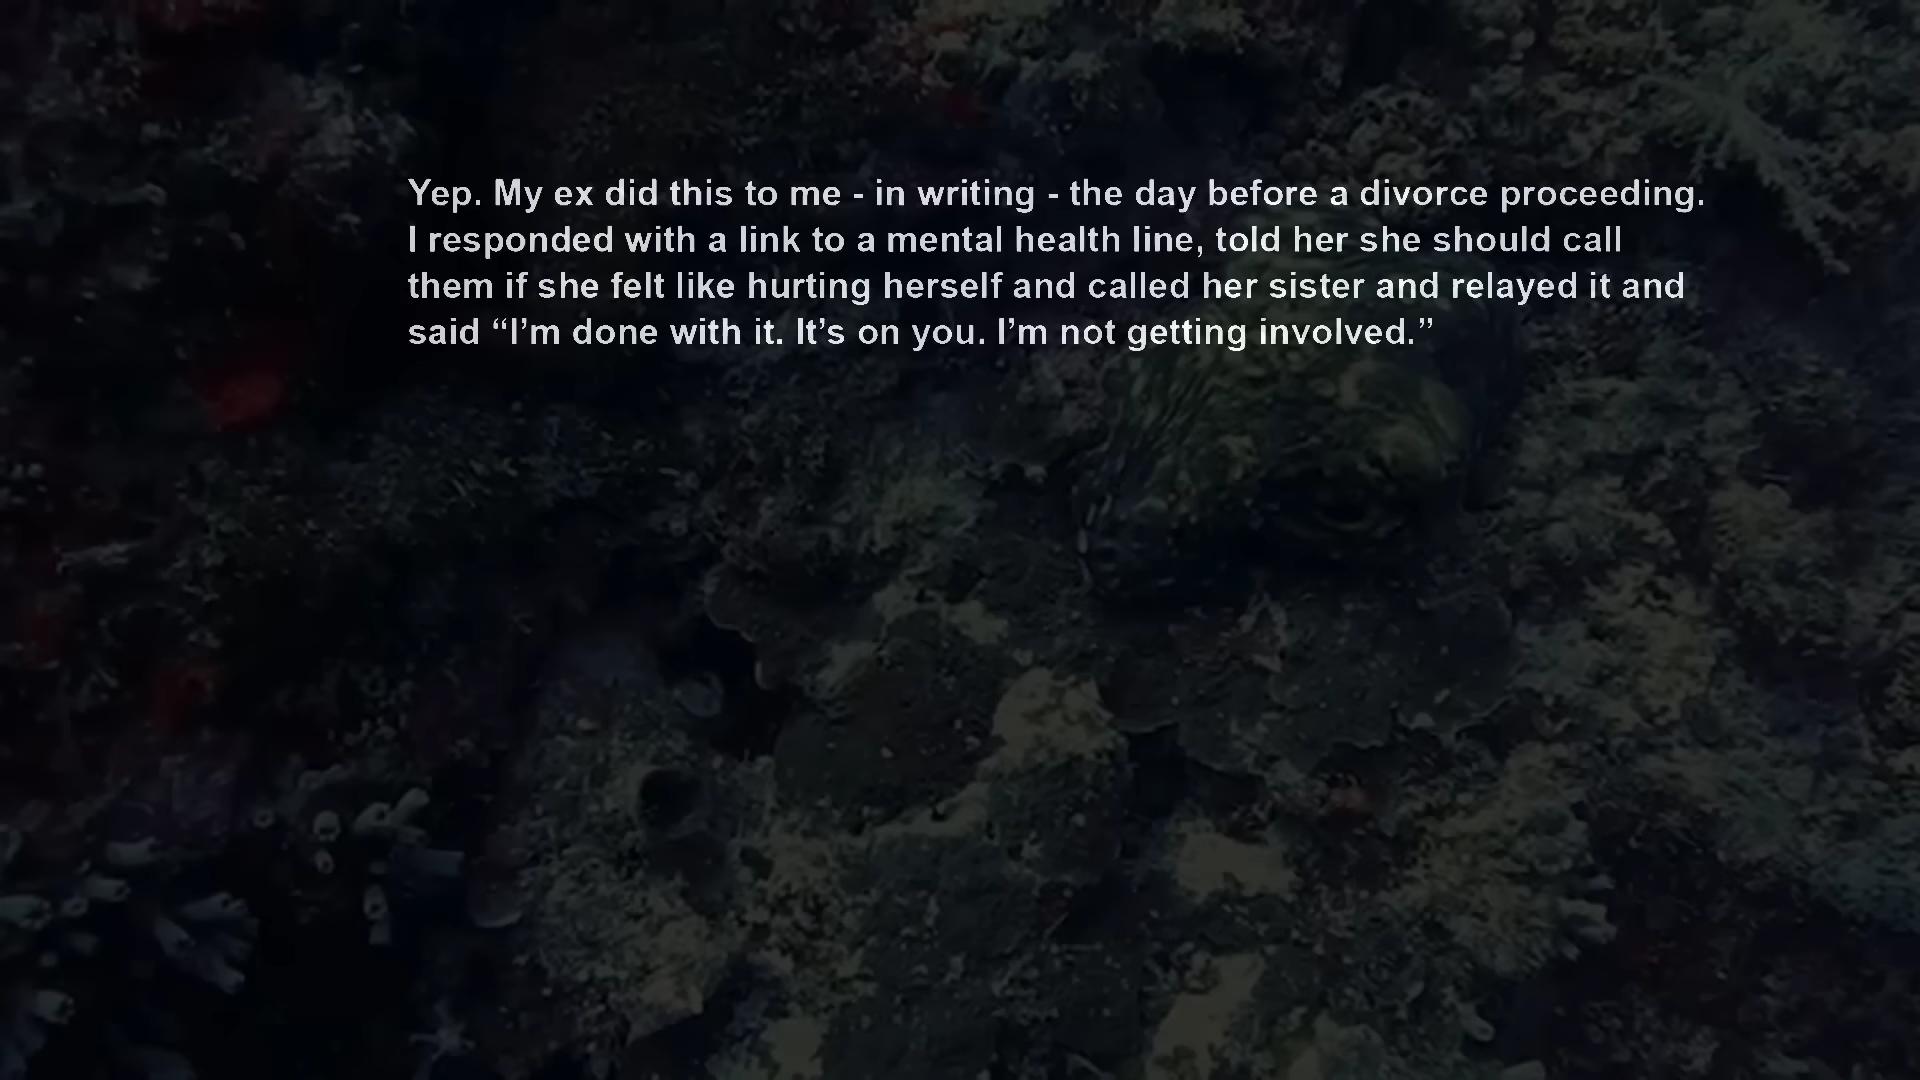 Yep. My ex did this to me - in writing - the day before a divorce proceeding.
I responded with a link to a mental health line, told her she should call
them if she felt like hurting herself and called her sister and relayed it and
said “I’m done with it. It’s on you. I’m not getting involved.”